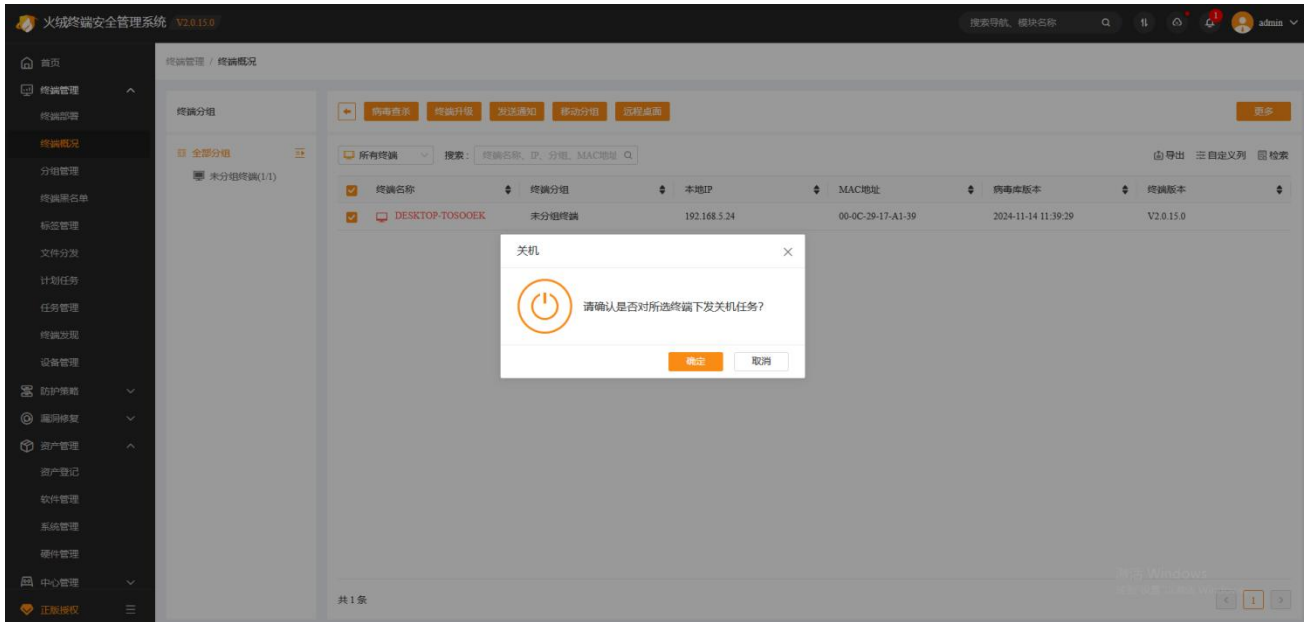 火绒终端安全管理系统 V2.0.15.0
搜索导航、模块名称
1
admin
首页
终端管理
终端部署
终端概况
分组管理
终端黑名单
标签管理
文件分发
计划任务
任务管理
终端发现
设备管理
防护策略
漏洞修复
资产管理
资产登记
软件管理
系统管理
硬件管理
中心管理
正版授权
终端管理 / 终端概况
终端分组
全部分组
未分组终端(1/1)
病毒查杀 终端升级 发送通知 移动分组 远程桌面 更多
所有终端 搜索: 终端名称、IP、分组、MAC地址 导出 自定义列 检索
终端名称 终端分组 本地IP MAC地址 病毒库版本 终端版本
DESKTOP-TOSOOEK 未分组终端 192.168.5.24 00-0C-29-17-A1-39 2024-11-14 11:39:29 V2.0.15.0
关机
请确认是否对所选终端下发关机任务?
确定 取消
激活 Windows
共 1 条 1